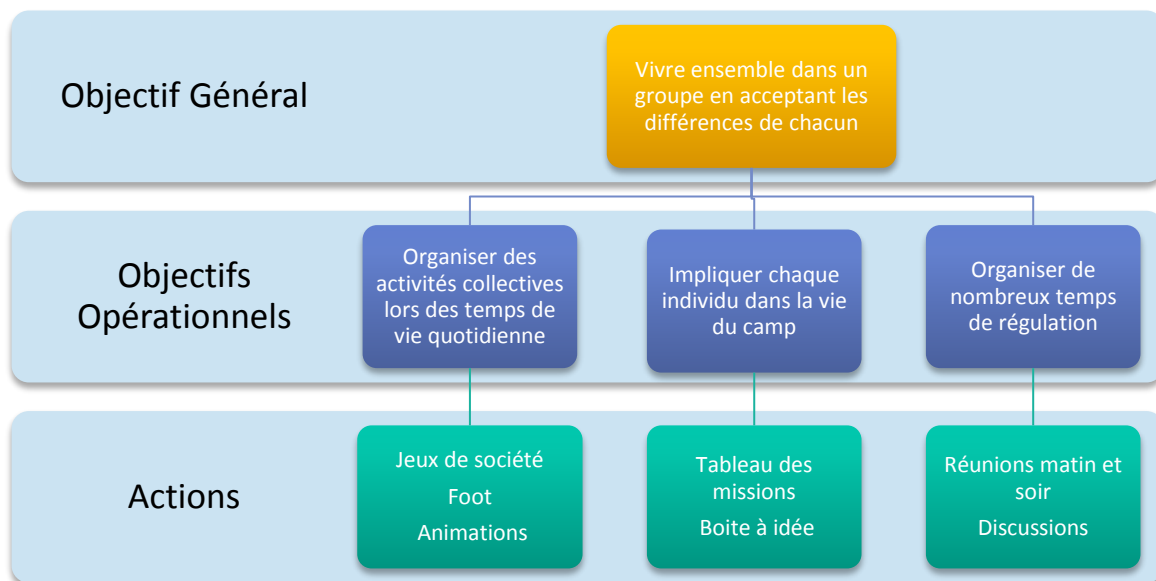 Objectif Général
Vivre ensemble dans un
groupe en acceptant les
différences de chacun
Objectifs
Opérationnels
Organiser des
activités collectives
lors des temps de
vie quotidienne
Impliquer chaque
individu dans la vie
du camp
Organiser de
nombreux temps
de régulation
Actions
Jeux de société
Foot
Animations
Tableau des
missions
Boite à idée
Réunions matin et
soir
Discussions